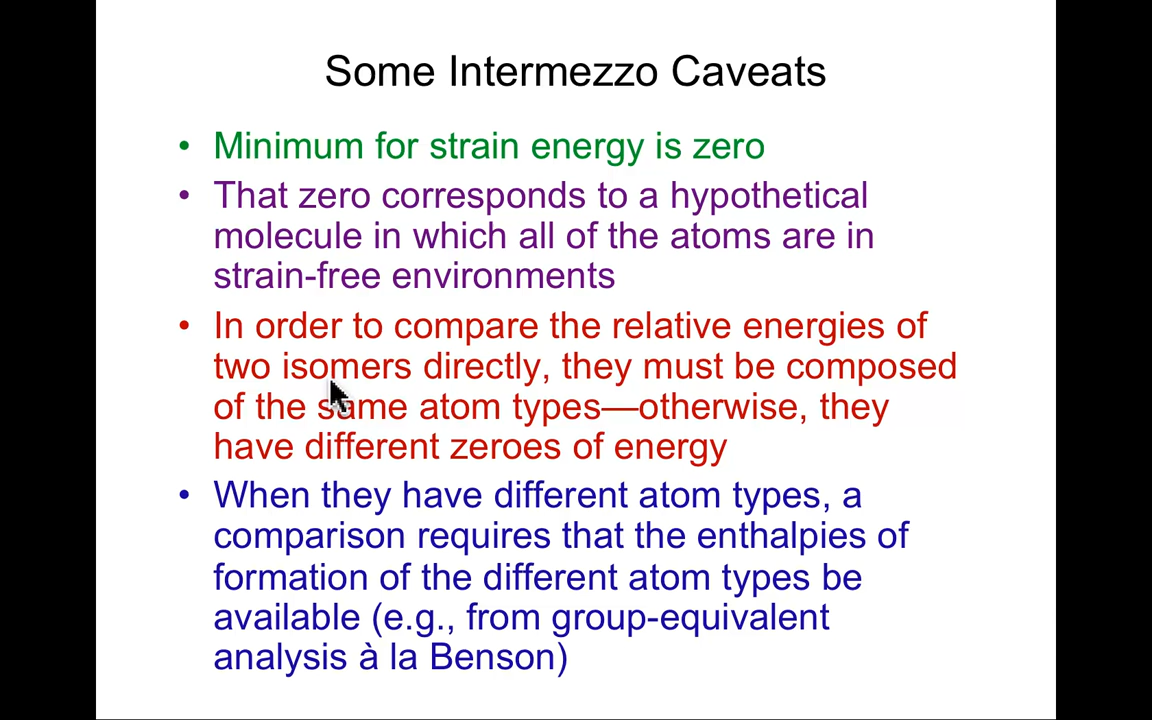 Some Intermezzo Caveats
• Minimum for strain energy is zero
• That zero corresponds to a hypothetical
molecule in which all of the atoms are in
strain-free environments
• In order to compare the relative energies of
two isomers directly, they must be composed
of the same atom types—otherwise, they
have different zeroes of energy
• When they have different atom types, a
comparison requires that the enthalpies of
formation of the different atom types be
available (e.g., from group-equivalent
analysis à la Benson)